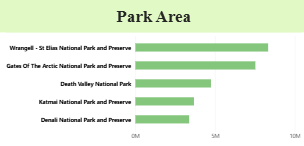 Park Area
Wrangell - St Elias National Park and Preserve
Gates Of The Arctic National Park and Preserve
Death Valley National Park
Katmai National Park and Preserve
Denali National Park and Preserve
0M 5M 10M